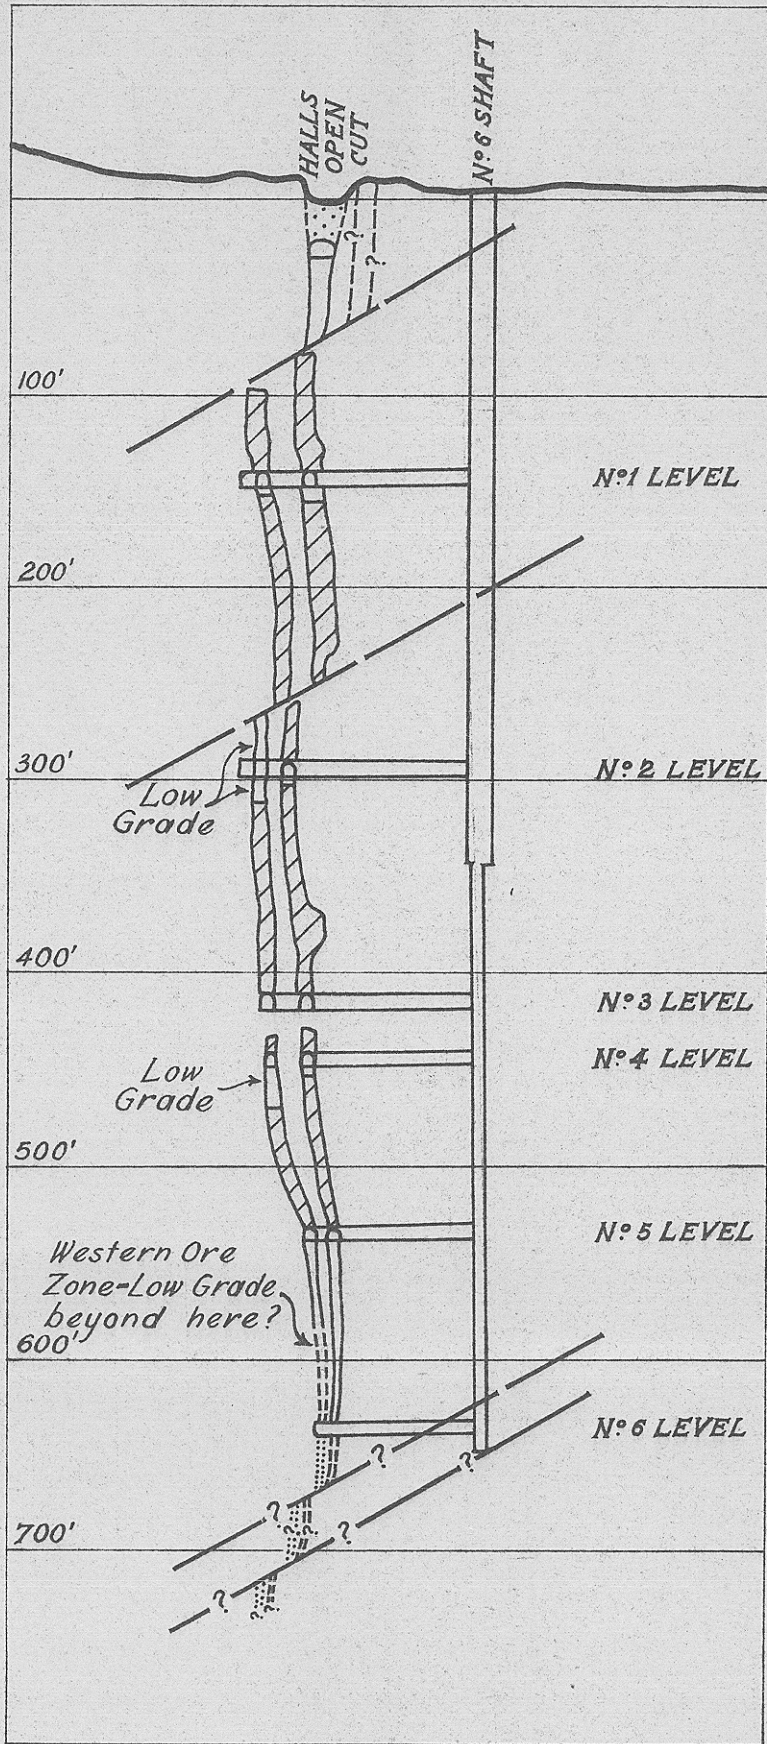 HALLS
OPEN
CUT
Nº6 SHAFT
?
?
100'
Nº1 LEVEL
200'
300'
Nº2 LEVEL
Low
Grade
400'
Nº3 LEVEL
Low
Grade
Nº4 LEVEL
500'
Nº5 LEVEL
Western Ore
Zone-Low Grade
beyond here?
600'
Nº6 LEVEL
?
?
?
?
?
?
700'
?
?
?